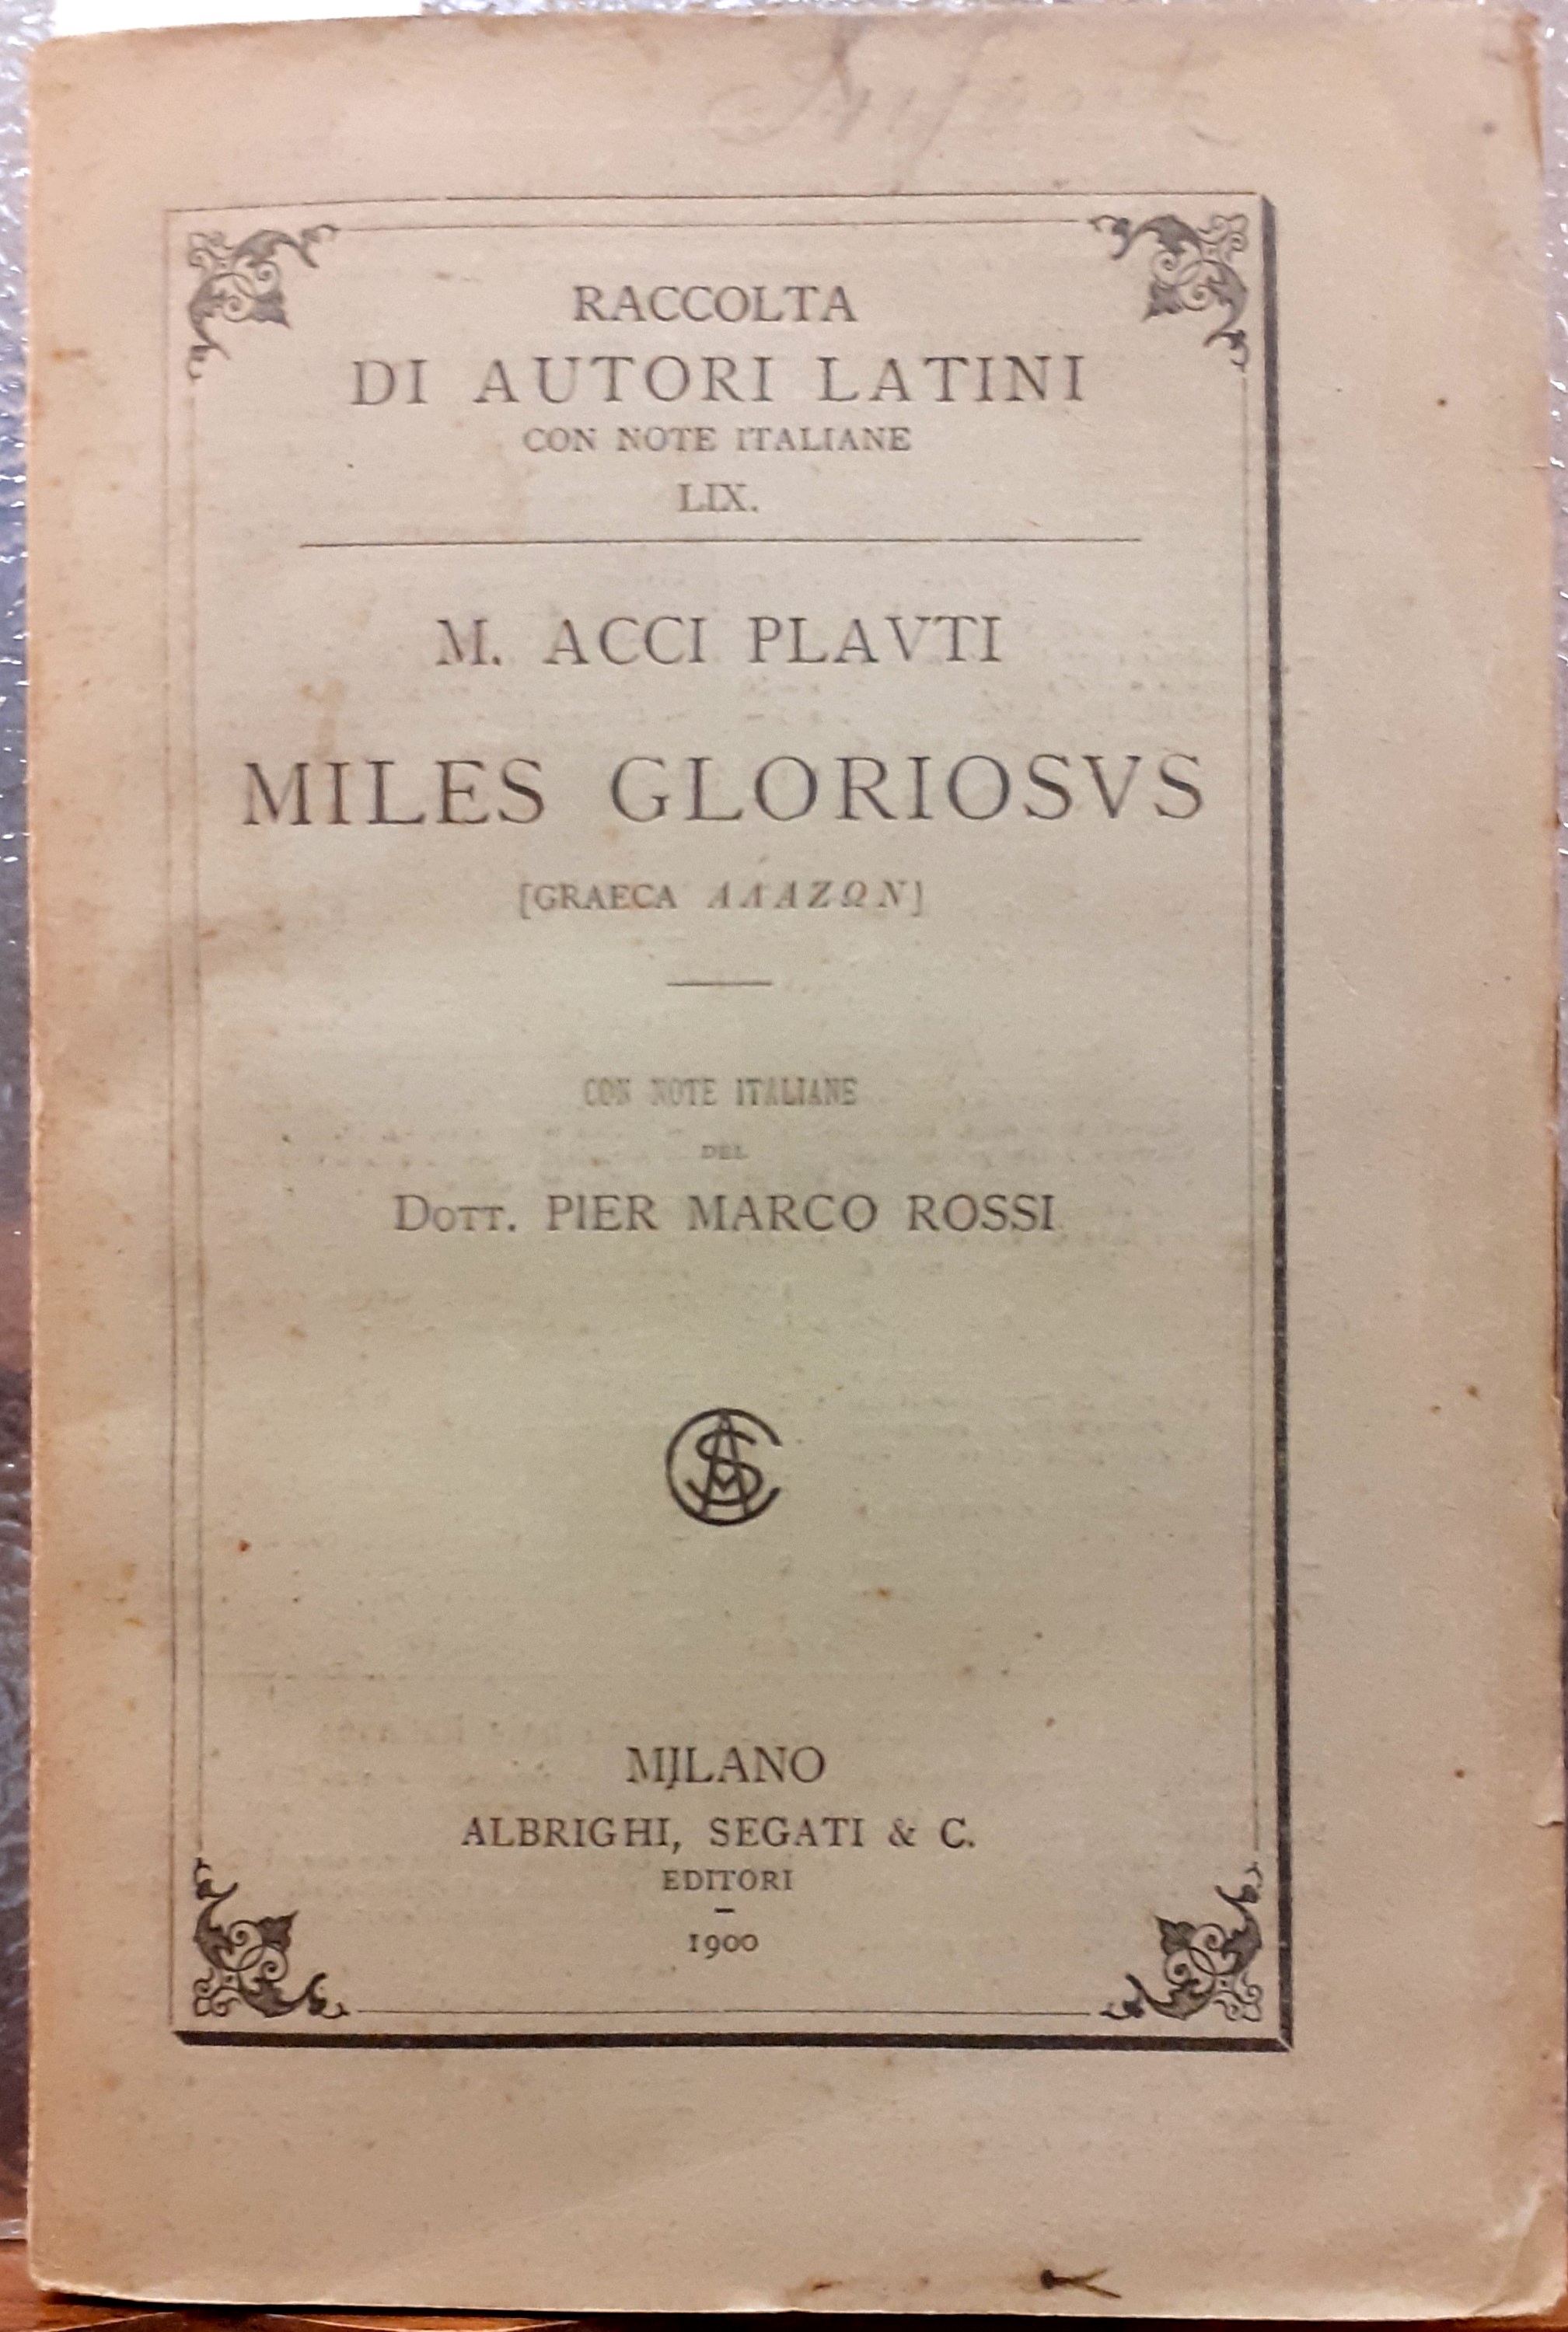 RACCOLTA
DI AUTORI LATINI
CON NOTE ITALIANE
LIX.
M. ACCI PLAVTI
MILES GLORIOSVS
[GRAECA ΑΛΑΖΩΝ]
CON NOTE ITALIANE
DEL
DOTT. PIER MARCO ROSSI
MILANO
ALBRIGHI, SEGATI & C.
EDITORI
1900